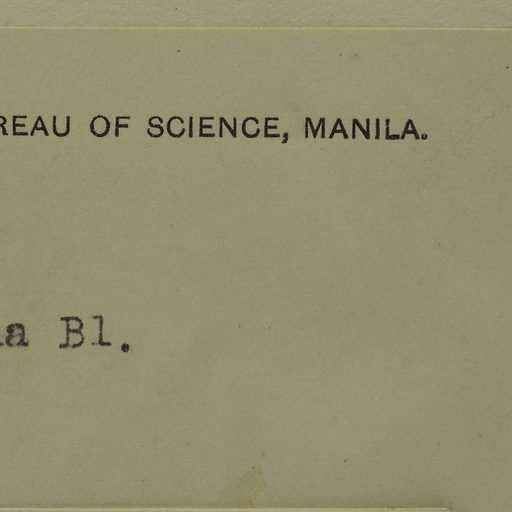 REAU OF SCIENCE, MANILA.
a Bl.